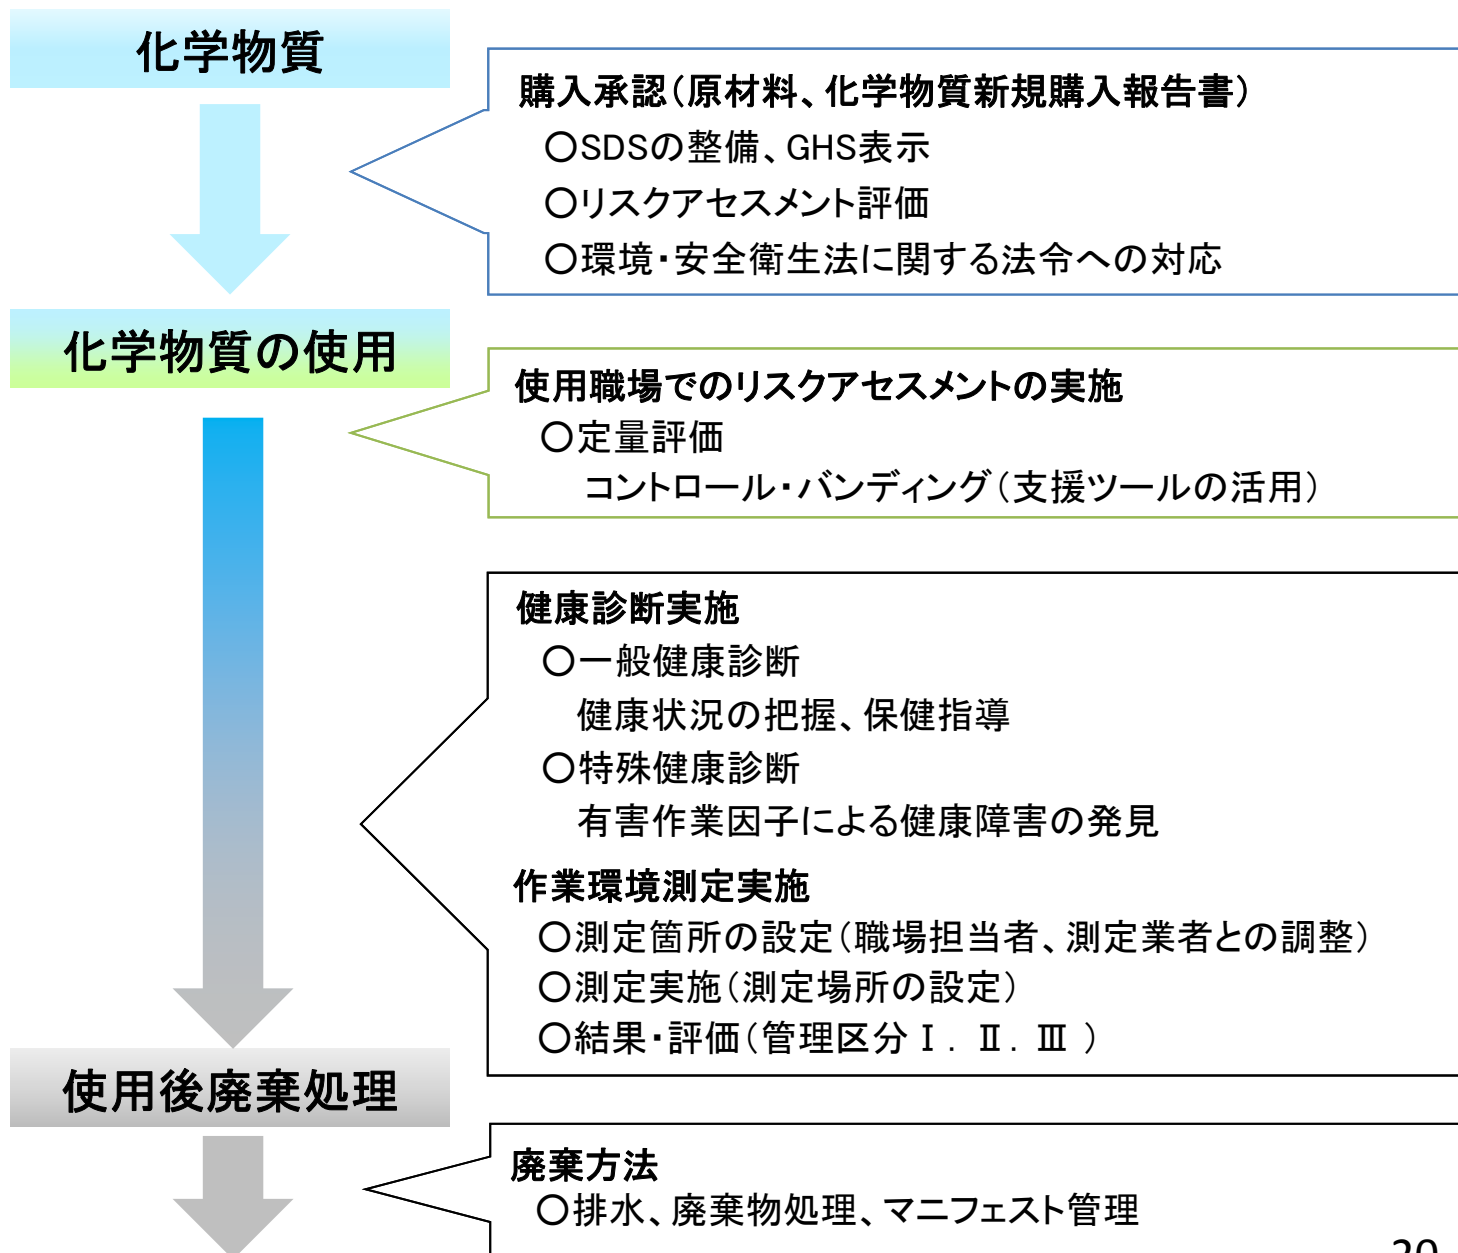 化学物質
購入承認（原材料、化学物質新規購入報告書）
○SDSの整備、GHS表示
○リスクアセスメント評価
○環境・安全衛生法に関する法令への対応
化学物質の使用
使用職場でのリスクアセスメントの実施
○定量評価
コントロール・バンディング（支援ツールの活用）
健康診断実施
○一般健康診断
健康状況の把握、保健指導
○特殊健康診断
有害作業因子による健康障害の発見
作業環境測定実施
○測定箇所の設定（職場担当者、測定業者との調整）
○測定実施（測定場所の設定）
○結果・評価（管理区分Ⅰ．Ⅱ．Ⅲ ）
使用後廃棄処理
廃棄方法
○排水、廃棄物処理、マニフェスト管理